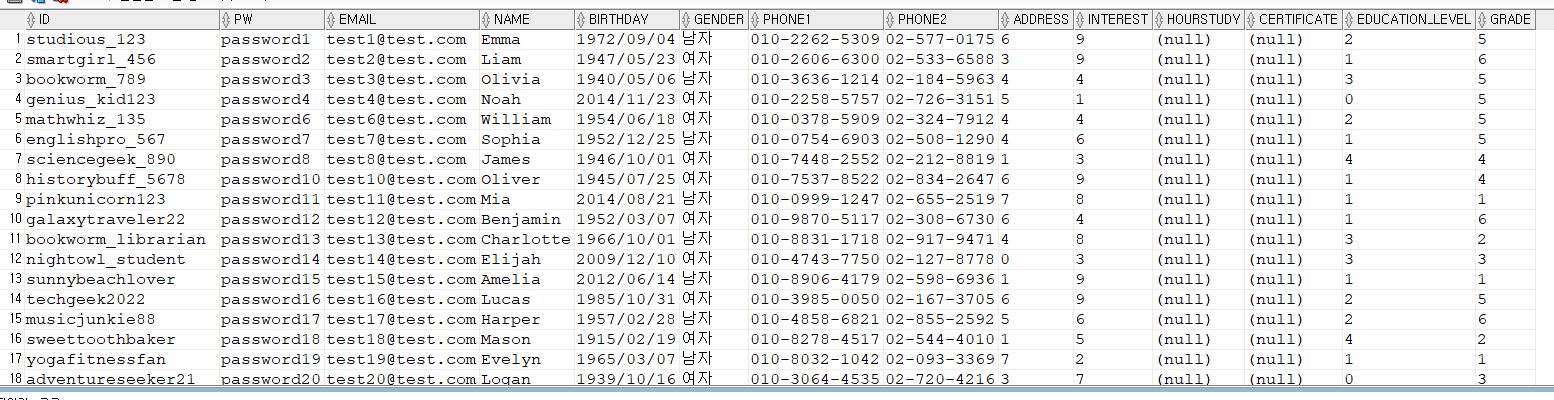 ID PW EMAIL NAME BIRTHDAY GENDER PHONE1 PHONE2 ADDRESS INTEREST HOURSTUDY CERTIFICATE EDUCATION_LEVEL GRADE
1 studious_123 password1 test1@test.com Emma 1972/09/04 남자 010-2262-5309 02-577-0175 6 9 (null) (null) 2 5
2 smartgirl_456 password2 test2@test.com Liam 1947/05/23 여자 010-2606-6300 02-533-6588 3 9 (null) (null) 1 6
3 bookworm_789 password3 test3@test.com Olivia 1940/05/06 남자 010-3636-1214 02-184-5963 4 4 (null) (null) 3 5
4 genius_kid123 password4 test4@test.com Noah 2014/11/23 여자 010-2258-5757 02-726-3151 5 1 (null) (null) 0 5
5 mathwhiz_135 password6 test6@test.com William 1954/06/18 여자 010-0378-5909 02-324-7912 4 4 (null) (null) 2 5
6 englishpro_567 password7 test7@test.com Sophia 1952/12/25 남자 010-0754-6903 02-508-1290 4 6 (null) (null) 1 5
7 sciencegeek_890 password8 test8@test.com James 1946/10/01 여자 010-7448-2552 02-212-8819 1 3 (null) (null) 4 4
8 historybuff_5678 password10 test10@test.com Oliver 1945/07/25 여자 010-7537-8522 02-834-2647 6 9 (null) (null) 1 4
9 pinkunicorn123 password11 test11@test.com Mia 2014/08/21 남자 010-0999-1247 02-655-2519 7 8 (null) (null) 1 1
10 galaxytraveler22 password12 test12@test.com Benjamin 1952/03/07 여자 010-9870-5117 02-308-6730 6 4 (null) (null) 1 6
11 bookworm_librarian password13 test13@test.com Charlotte 1966/10/01 남자 010-8831-1718 02-917-9471 4 8 (null) (null) 3 2
12 nightowl_student password14 test14@test.com Elijah 2009/12/10 여자 010-4743-7750 02-127-8778 0 3 (null) (null) 3 3
13 sunnybeachlover password15 test15@test.com Amelia 2012/06/14 남자 010-8906-4179 02-598-6936 1 9 (null) (null) 1 1
14 techgeek2022 password16 test16@test.com Lucas 1985/10/31 여자 010-3985-0050 02-167-3705 6 9 (null) (null) 2 5
15 musicjunkie88 password17 test17@test.com Harper 1957/02/28 남자 010-4858-6821 02-855-2592 5 6 (null) (null) 2 6
16 sweettoothbaker password18 test18@test.com Mason 1915/02/19 여자 010-8278-4517 02-544-4010 1 5 (null) (null) 4 2
17 yogafitnessfan password19 test19@test.com Evelyn 1965/03/07 남자 010-8032-1042 02-093-3369 7 2 (null) (null) 1 1
18 adventureseeker21 password20 test20@test.com Logan 1939/10/16 여자 010-3064-4535 02-720-4216 3 7 (null) (null) 0 3